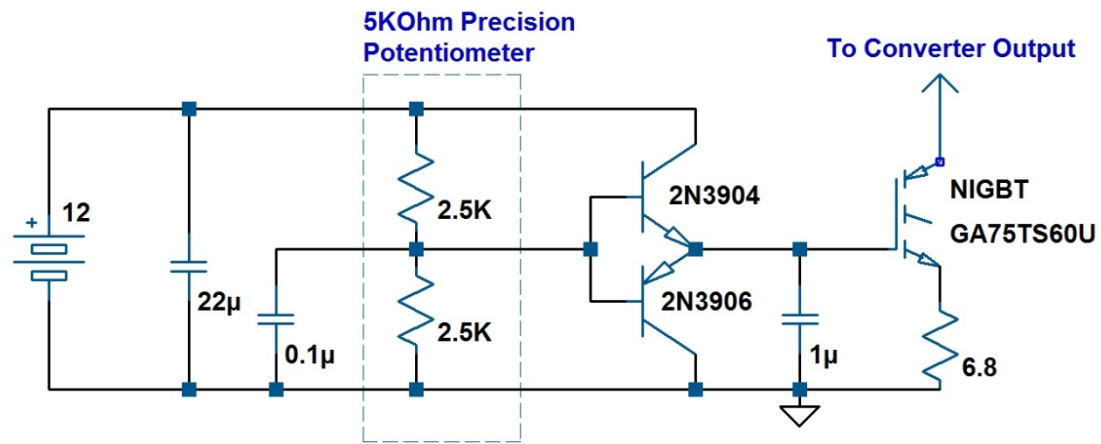 5KOhm Precision
Potentiometer
To Converter Output
+ 12
2.5K
2N3904
NIGBT
GA75TS60U
22µ
0.1µ
2.5K
2N3906
1µ
6.8